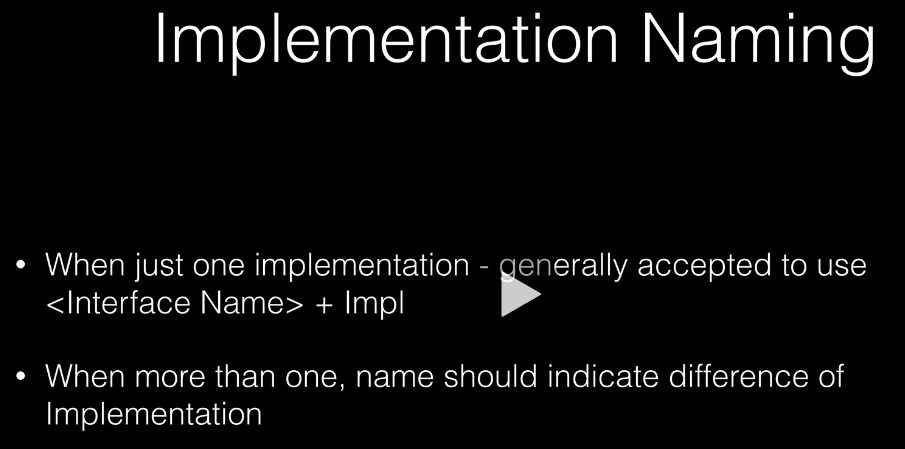 Implementation Naming
• When just one implementation - generally accepted to use
<Interface Name> + Impl
• When more than one, name should indicate difference of
Implementation